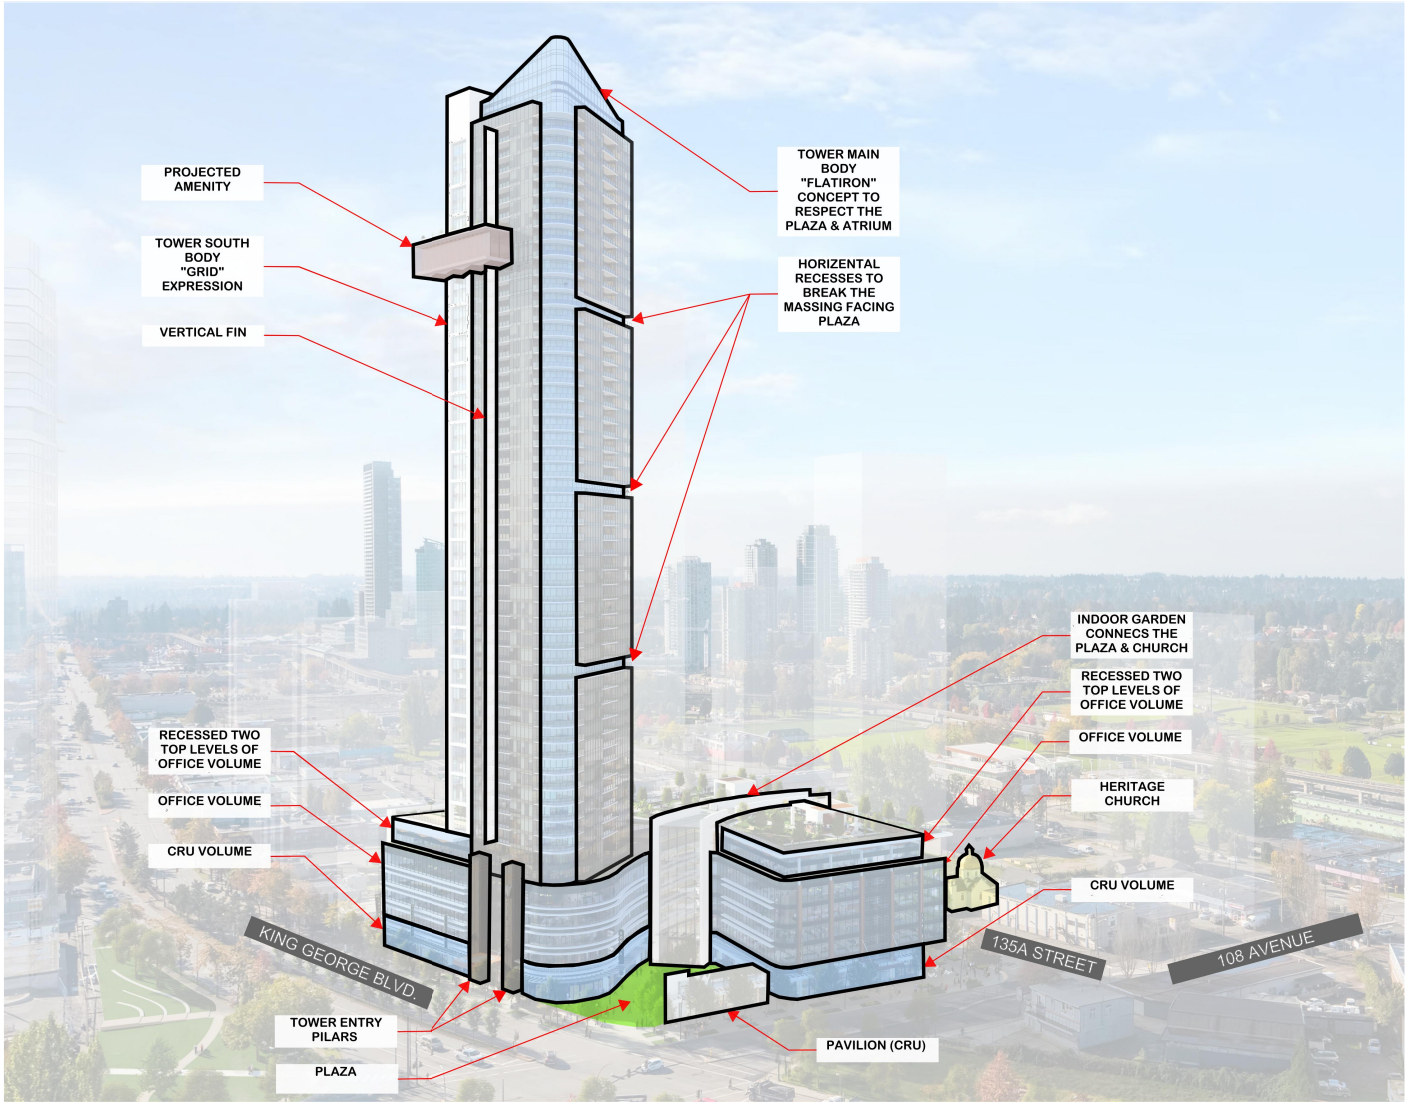 PROJECTED
AMENITY
TOWER SOUTH
BODY
"GRID"
EXPRESSION
VERTICAL FIN
TOWER MAIN
BODY
"FLATIRON"
CONCEPT TO
RESPECT THE
PLAZA & ATRIUM
HORIZENTAL
RECESSES TO
BREAK THE
MASSING FACING
PLAZA
INDOOR GARDEN
CONNECS THE
PLAZA & CHURCH
RECESSED TWO
TOP LEVELS OF
OFFICE VOLUME
OFFICE VOLUME
HERITAGE
CHURCH
CRU VOLUME
RECESSED TWO
TOP LEVELS OF
OFFICE VOLUME
OFFICE VOLUME
CRU VOLUME
KING GEORGE BLVD.
135A STREET
108 AVENUE
TOWER ENTRY
PILARS
PLAZA
PAVILION (CRU)